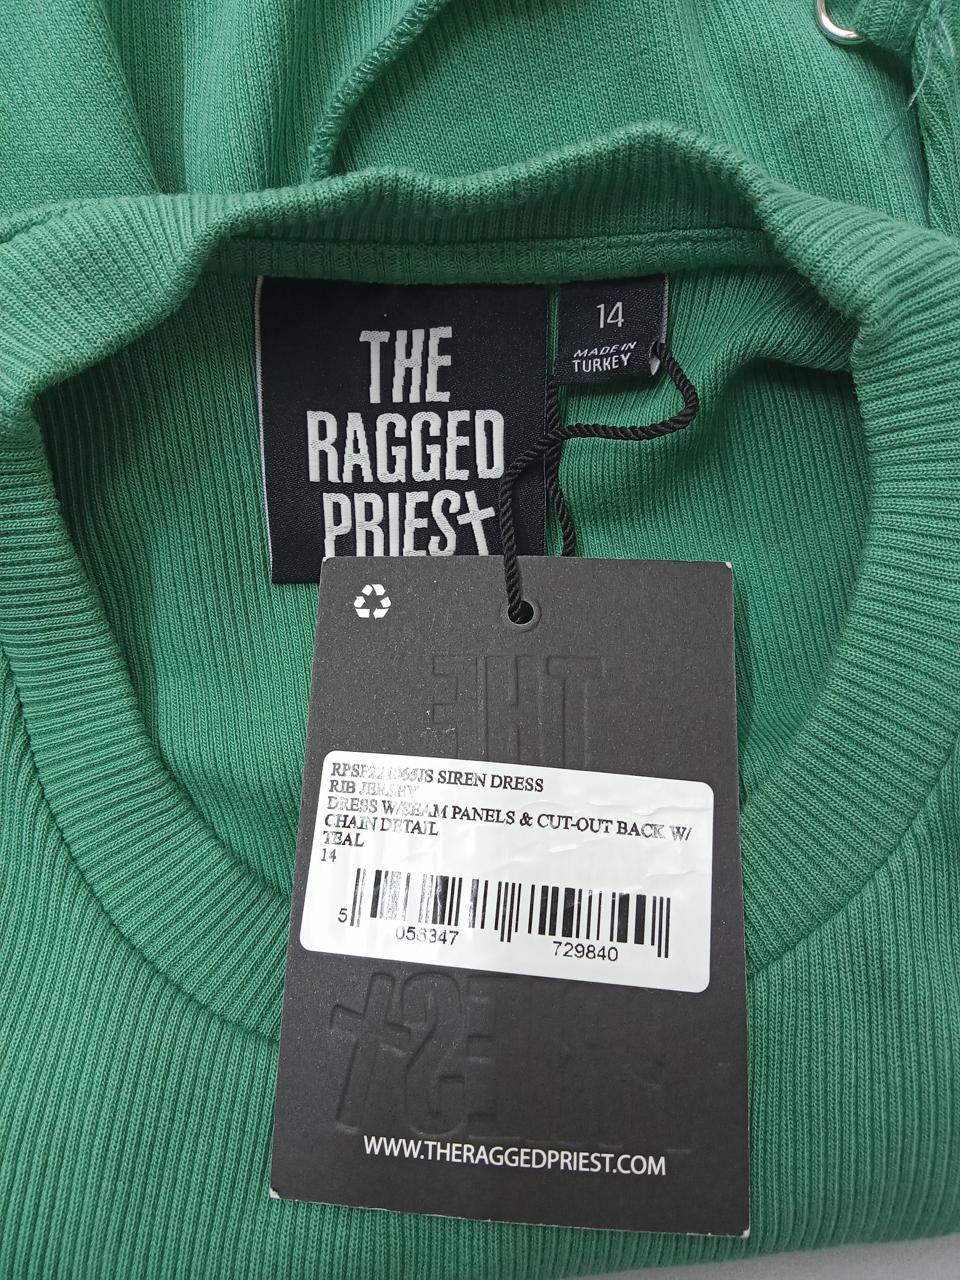 THE
RAGGED
PRIEST
14
MADE IN
TURKEY
THE
SIREN DRESS
RIB JERSEY
DRESS W/SEAM PANELS & CUT-OUT BACK W/
CHAIN DETAIL
TEAL
14
5 056347 729840
WWW.THERAGGEDPRIEST.COM